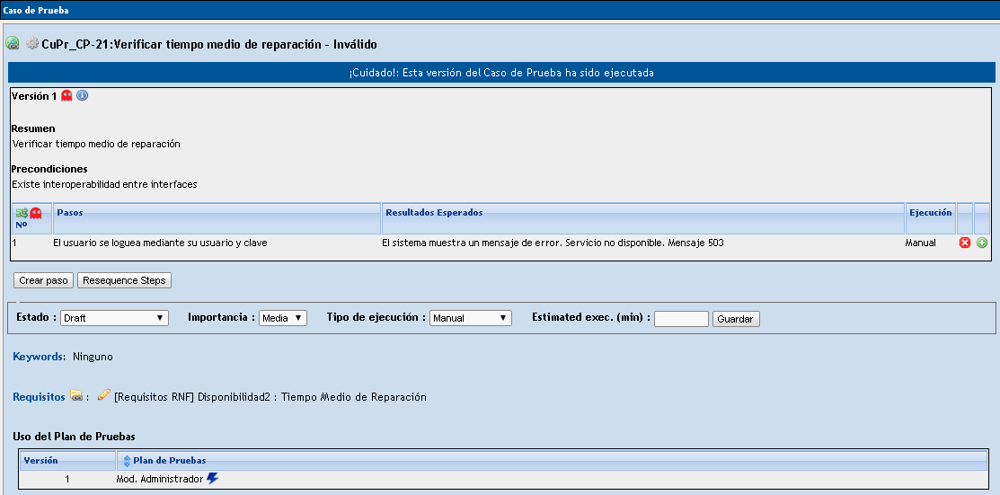 Caso de Prueba
CuPr_CP-21:Verificar tiempo medio de reparación - Inválido
¡Cuidado!: Esta versión del Caso de Prueba ha sido ejecutada
Versión 1
Resumen
Verificar tiempo medio de reparación
Precondiciones
Existe interoperabilidad entre interfaces
Nº Pasos Resultados Esperados Ejecución
1 El usuario se loguea mediante su usuario y clave El sistema muestra un mensaje de error. Servicio no disponible. Mensaje 503 Manual
Crear paso Resequence Steps
Estado : Draft Importancia : Media Tipo de ejecución : Manual Estimated exec. (min) : Guardar
Keywords: Ninguno
Requisitos : [Requisitos RNF] Disponibilidad2 : Tiempo Medio de Reparación
Uso del Plan de Pruebas
Versión Plan de Pruebas
1 Mod. Administrador